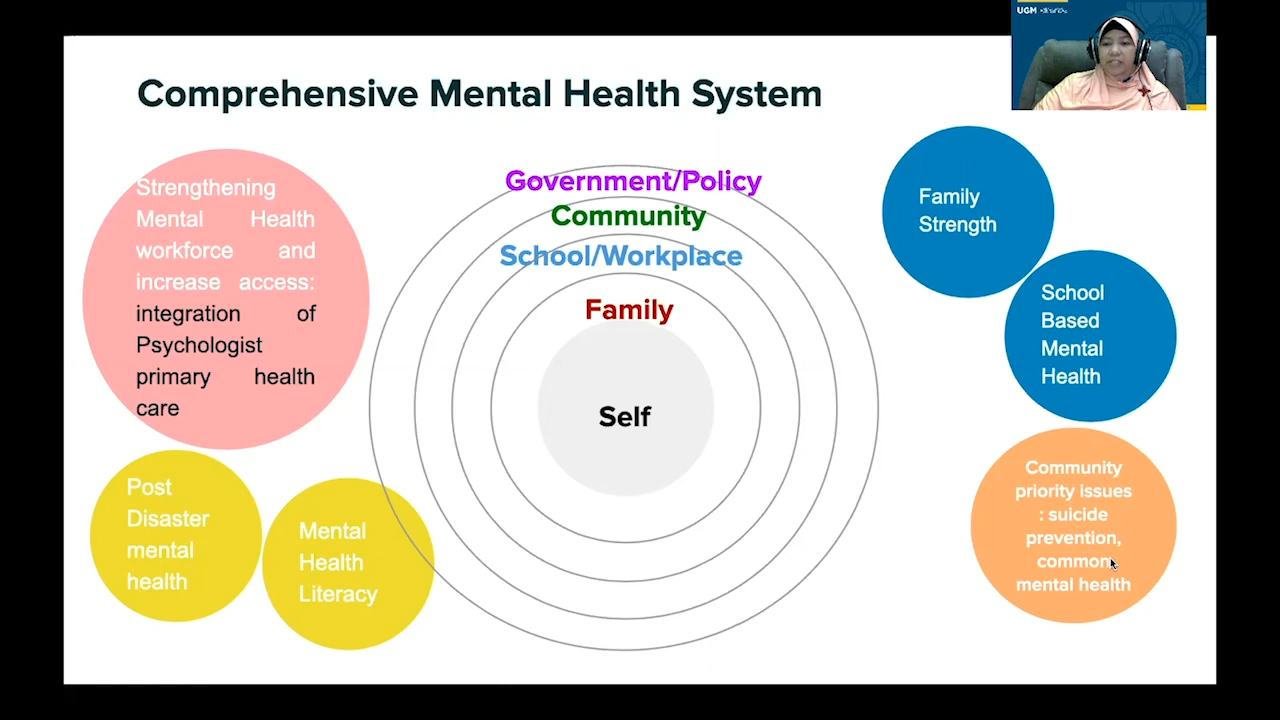 UGM
Comprehensive Mental Health System
Strengthening
Mental Health
workforce and
increase access:
integration of
Psychologist
primary health
care
Post
Disaster
mental
health
Mental
Health
Literacy
Government/Policy
Community
School/Workplace
Family
Self
Family
Strength
School
Based
Mental
Health
Community
priority issues
: suicide
prevention,
common
mental health